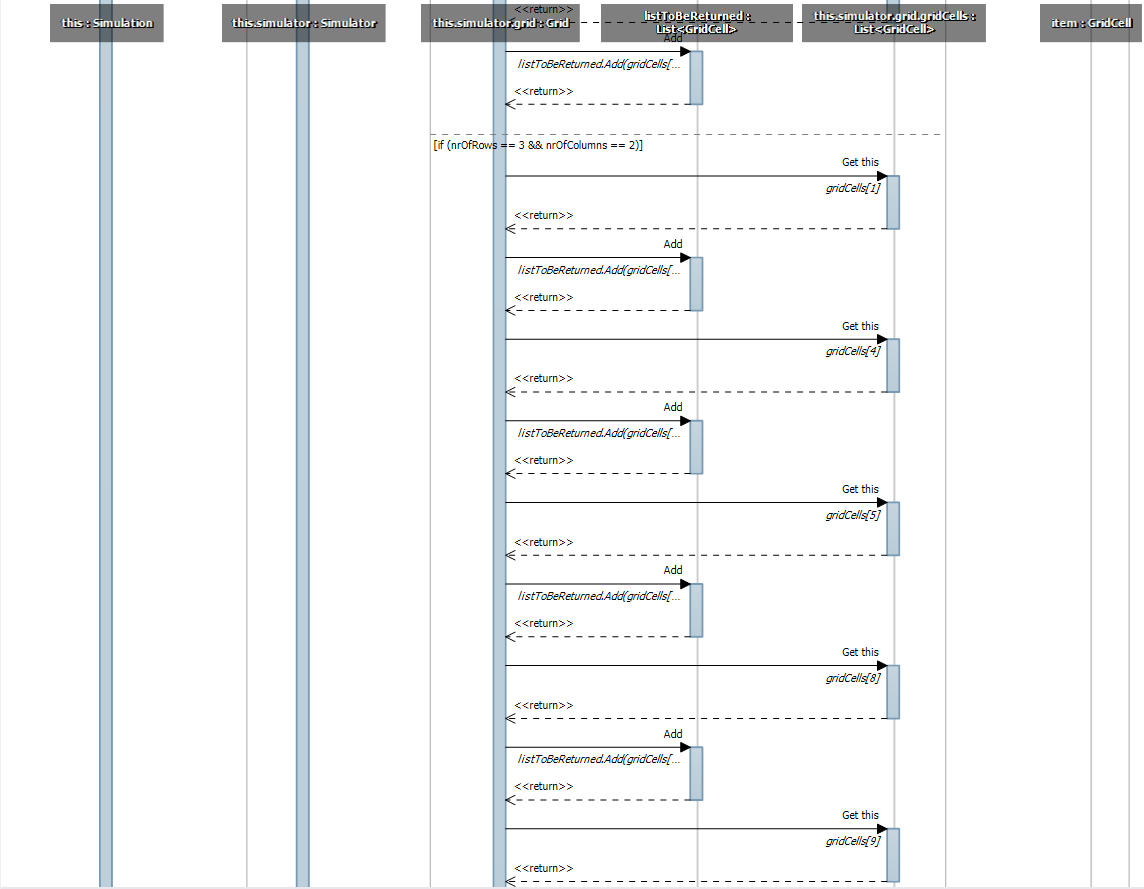 <<return>>
this : Simulation
this.simulator : Simulator
this.simulator.grid : Grid
listToBeReturned :
List<GridCell>
this.simulator.grid.gridCells :
List<GridCell>
item : GridCell
Add
listToBeReturned.Add(gridCells[...
<<return>>
[if (nrOfRows == 3 && nrOfColumns == 2)]
Get this
gridCells[1]
<<return>>
Add
listToBeReturned.Add(gridCells[...
<<return>>
Get this
gridCells[4]
<<return>>
Add
listToBeReturned.Add(gridCells[...
<<return>>
Get this
gridCells[5]
<<return>>
Add
listToBeReturned.Add(gridCells[...
<<return>>
Get this
gridCells[8]
<<return>>
Add
listToBeReturned.Add(gridCells[...
<<return>>
Get this
gridCells[9]
<<return>>